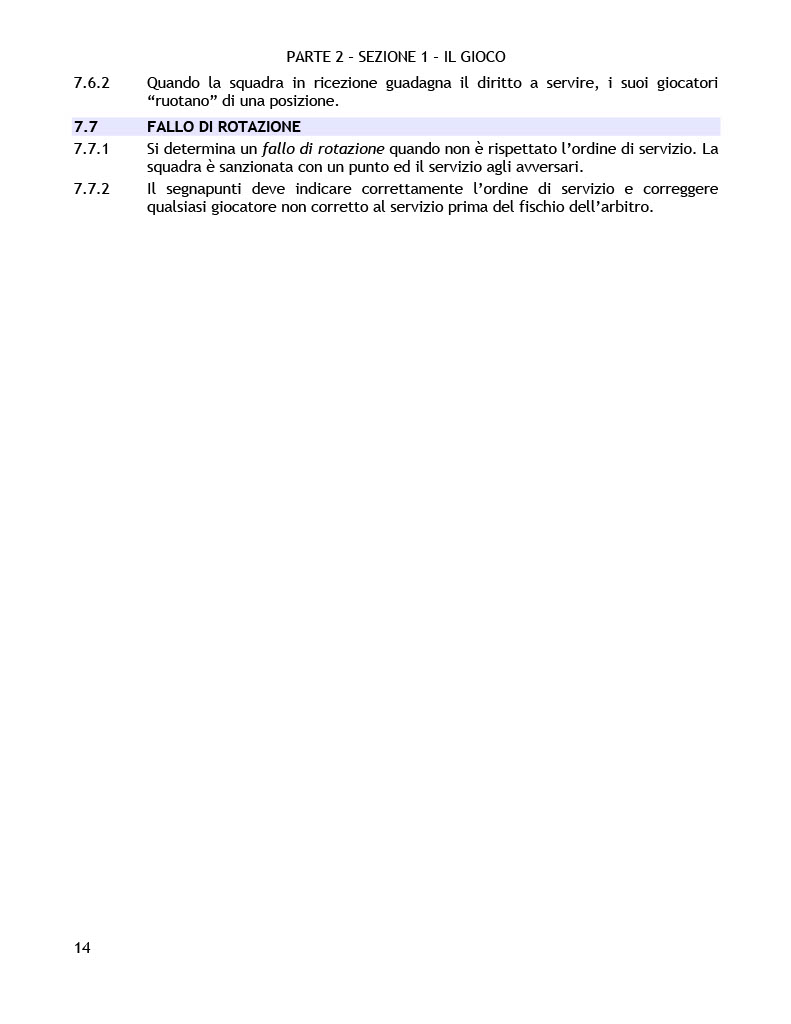 PARTE 2 – SEZIONE 1 – IL GIOCO
7.6.2 Quando la squadra in ricezione guadagna il diritto a servire, i suoi giocatori
“ruotano” di una posizione.
7.7 FALLO DI ROTAZIONE
7.7.1 Si determina un fallo di rotazione quando non è rispettato l’ordine di servizio. La
squadra è sanzionata con un punto ed il servizio agli avversari.
7.7.2 Il segnapunti deve indicare correttamente l’ordine di servizio e correggere
qualsiasi giocatore non corretto al servizio prima del fischio dell’arbitro.
14